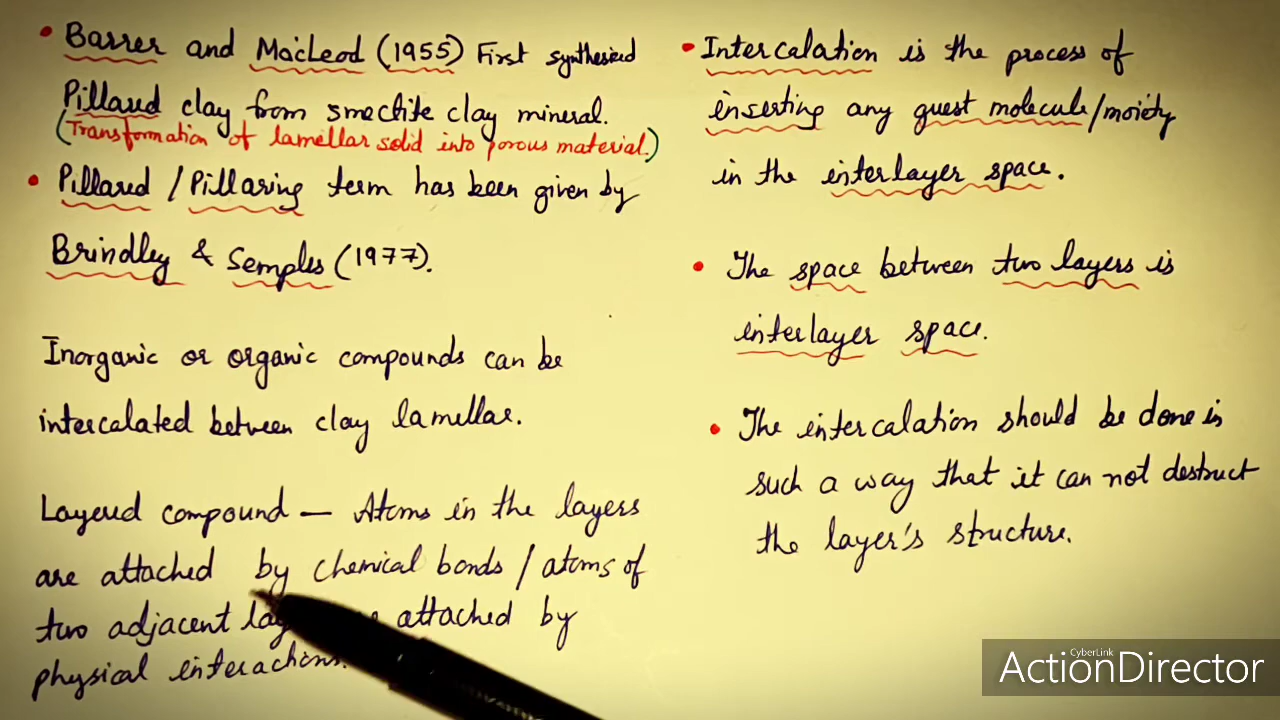 • Barrer and MacLeod (1955) First synthesized
Pillared clay from smectite clay mineral.
(Transformation of lamellar solid into porous material.)
• Pillared / Pillaring term has been given by
Brindley & Semples (1977).
Inorganic or organic compounds can be
intercalated between clay lamellar.
Layered compound — Atoms in the layers
are attached by chemical bonds / atoms of
two adjacent attached by
physical interactions.
• Intercalation is the process of
inserting any guest molecule/moiety
in the interlayer space.
• The space between two layers is
interlayer space.
• The intercalation should be done in
such a way that it can not destruct
the layer's structure.
CyberLink
ActionDirector